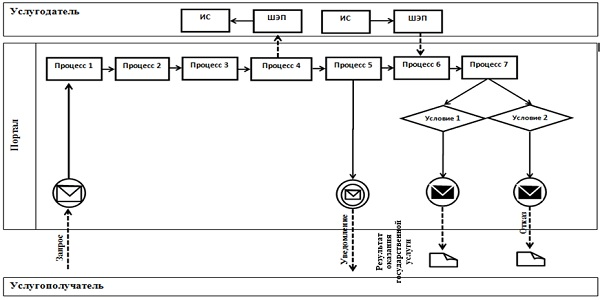 Услугодатель
ИС
ШЭП
ИС
ШЭП
Портал
Процесс 1
Процесс 2
Процесс 3
Процесс 4
Процесс 5
Процесс 6
Процесс 7
Условие 1
Условие 2
Запрос
Уведомление
Результат
оказания
государственной
услуги
Отказ
Услугополучатель